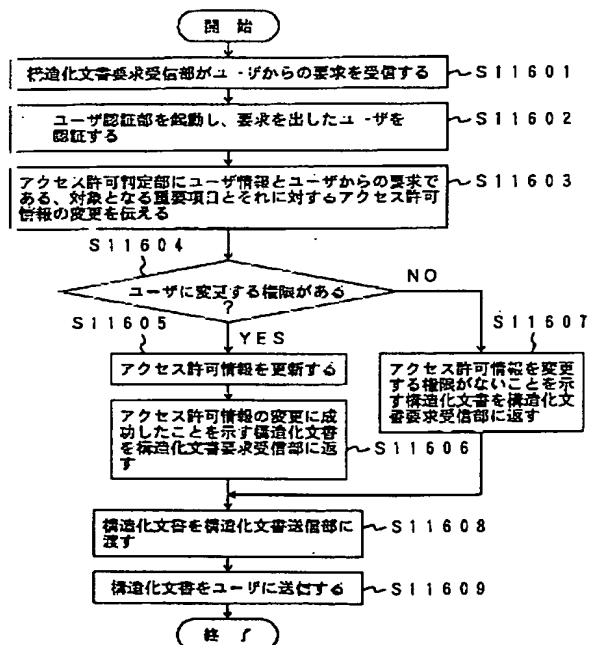 開 始
構造化文書要求受信部がユーザからの要求を受信する
S11601
ユーザ認証部を起動し、要求を出したユーザを
認証する
S11602
アクセス許可判定部にユーザ情報とユーザからの要求で
ある、対象となる重要項目とそれに対するアクセス許可
情報の変更を伝える
S11603
S11604
ユーザに変更する権限がある
?
NO
YES
S11605
アクセス許可情報を更新する
S11607
アクセス許可情報を変更
する権限がないことを示
す構造化文書を構造化文
書要求受信部に返す
アクセス許可情報の変更に成
功したことを示す構造化文書
を構造化文書要求受信部に返
す
S11606
構造化文書を構造化文書送信部に
渡す
S11608
構造化文書をユーザに送信する
S11609
終 了